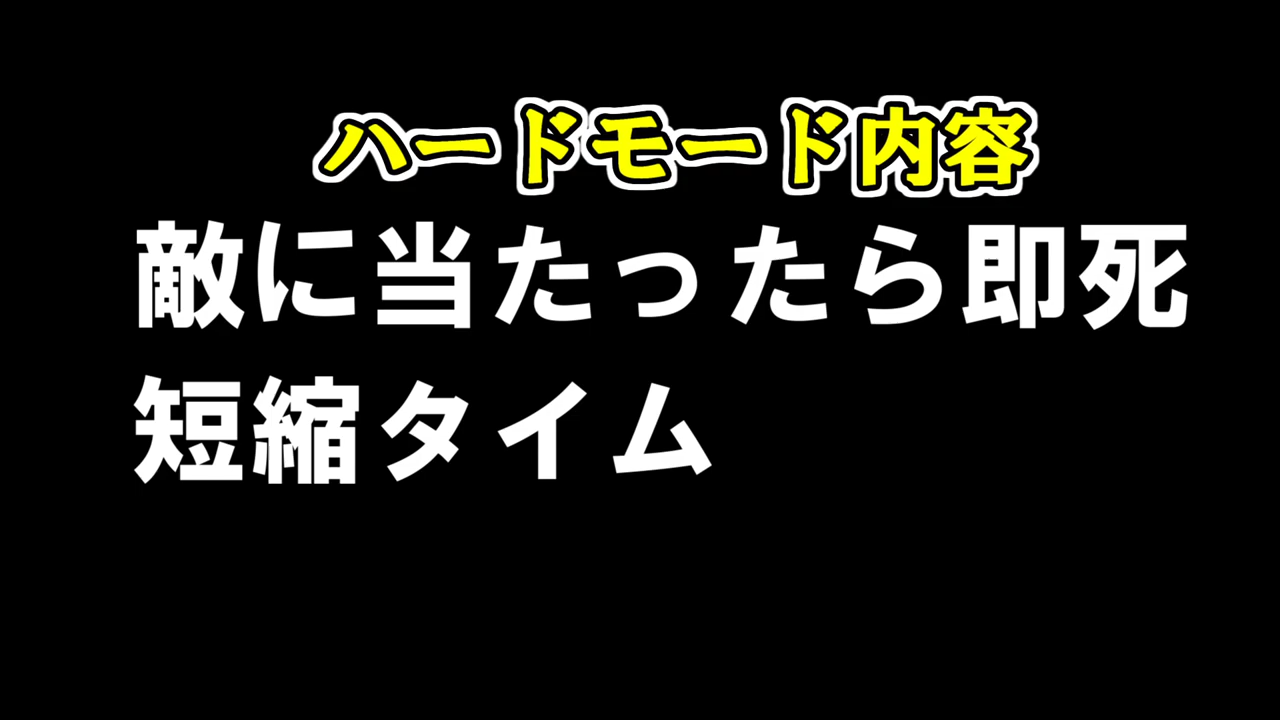 ハードモード内容
敵に当たったら即死
短縮タイム